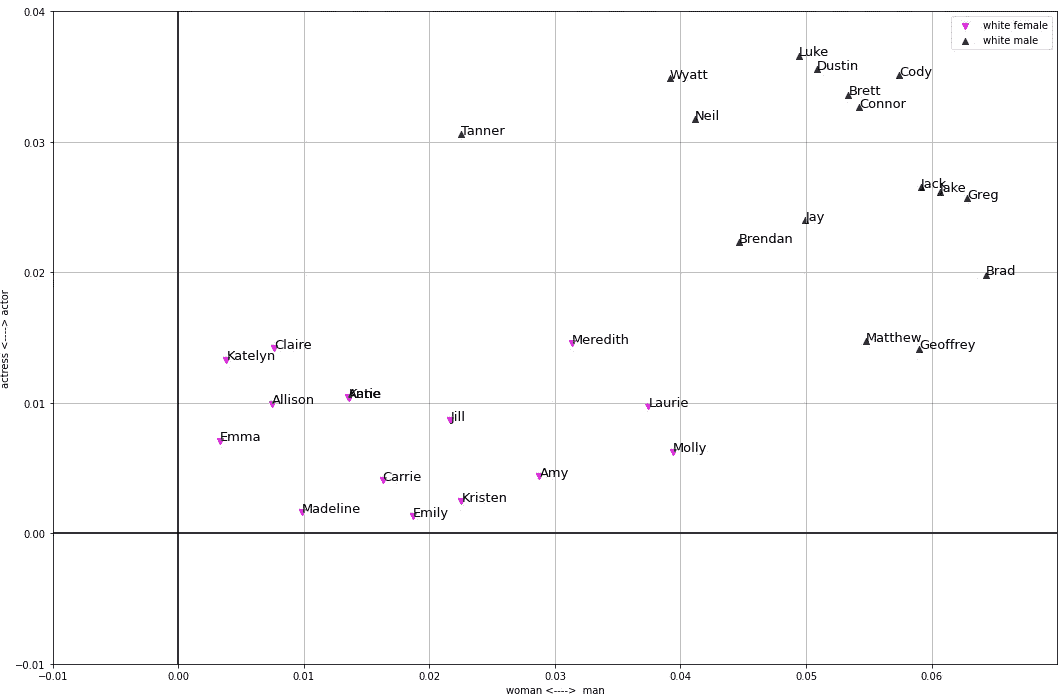 0.04
white female
white male
Luke
Dustin
Wyatt
Cody
Brett
Connor
Neil
Tanner
0.03
Jack
Jake
Greg
Jay
Brendan
0.02
Brad
Meredith
Matthew
Claire
Geoffrey
Katelyn
Allison
Katie
0.01
Laurie
Jill
Emma
Molly
Carrie
Amy
Kristen
Madeline
Emily
0.00
−0.01
actress <----> actor
−0.01 0.00 0.01 0.02 0.03 0.04 0.05 0.06
woman <----> man